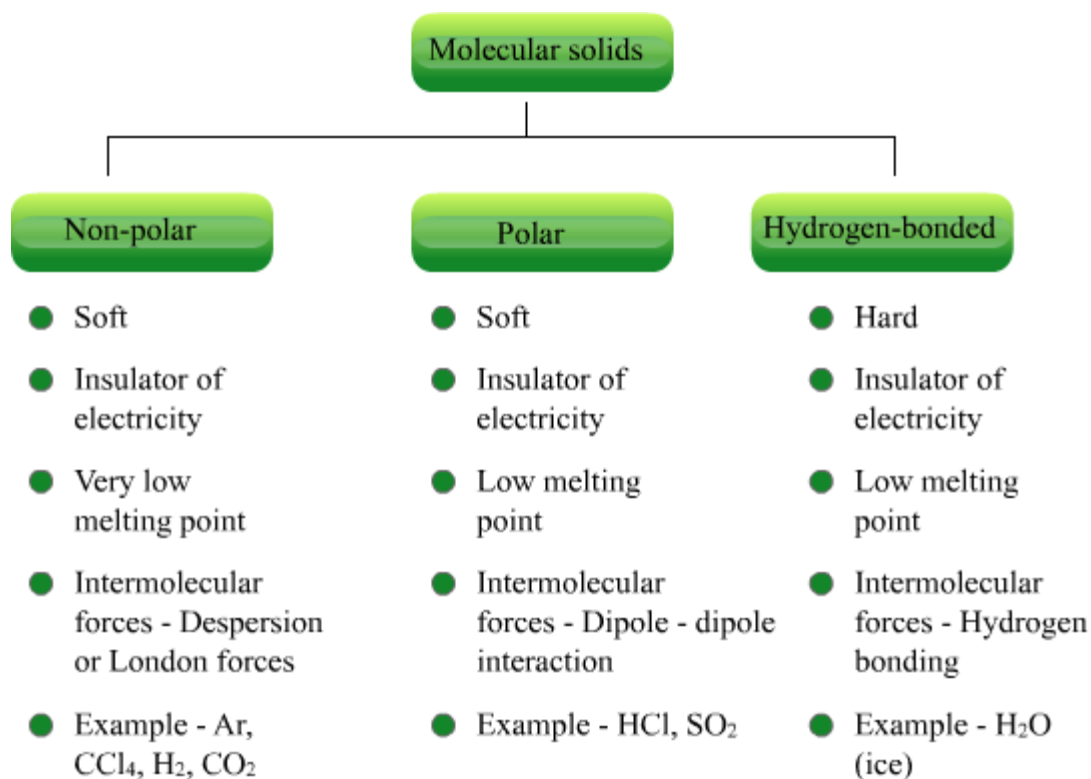 Molecular solids
Non-polar
Soft
Insulator of
electricity
Very low
melting point
Intermolecular
forces - Despersion
or London forces
Example - Ar,
CCl₄, H₂, CO₂
Polar
Soft
Insulator of
electricity
Low melting
point
Intermolecular
forces - Dipole - dipole
interaction
Example - HCl, SO₂
Hydrogen-bonded
Hard
Insulator of
electricity
Low melting
point
Intermolecular
forces - Hydrogen
bonding
Example - H₂O
(ice)